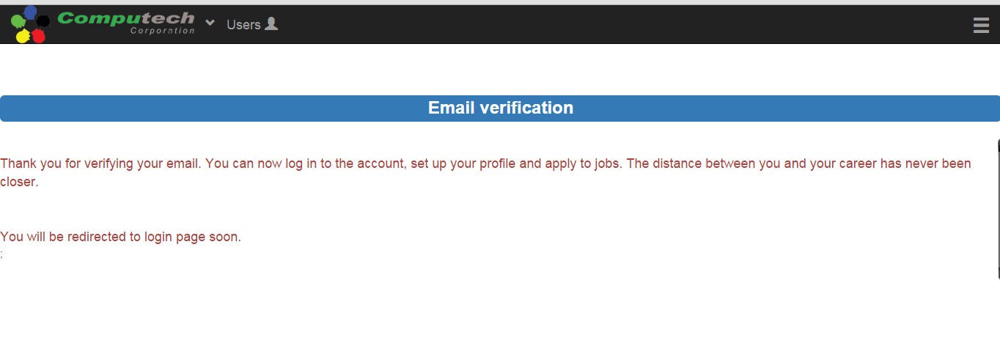 Computech
Corporation
Users
Email verification
Thank you for verifying your email. You can now log in to the account, set up your profile and apply to jobs. The distance between you and your career has never been
closer.
You will be redirected to login page soon.
;